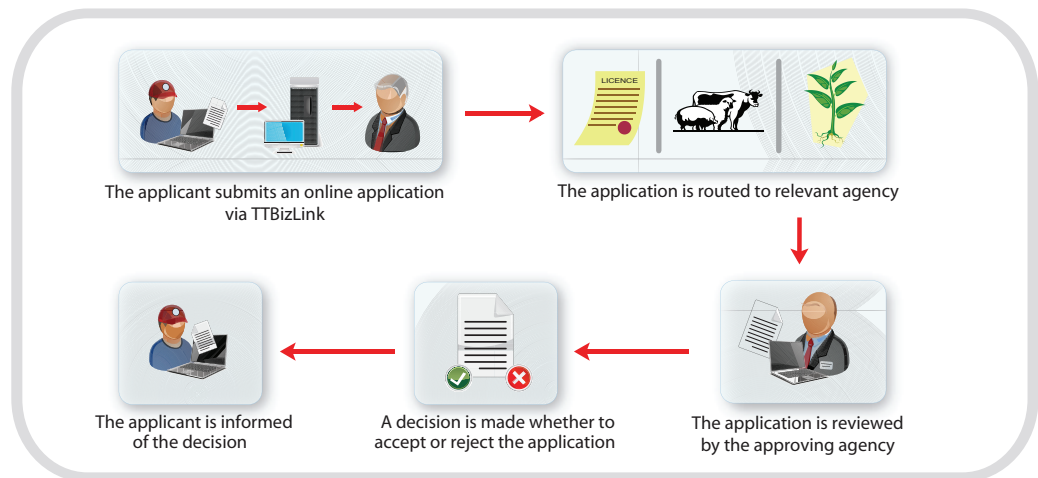 LICENCE
The applicant submits an online application
via TTBizLink
The application is routed to relevant agency
The application is reviewed
by the approving agency
A decision is made whether to
accept or reject the application
The applicant is informed
of the decision